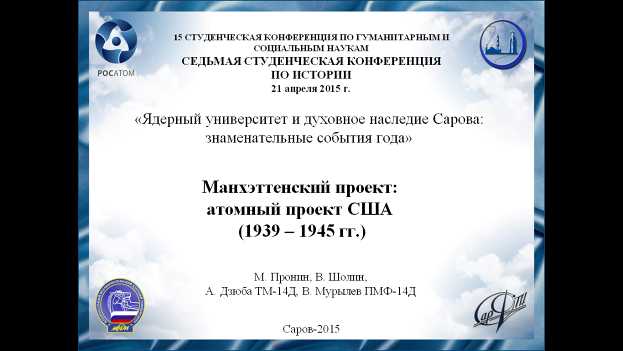 15 СТУДЕНЧЕСКАЯ КОНФЕРЕНЦИЯ ПО ГУМАНИТАРНЫМ И
СОЦИАЛЬНЫМ НАУКАМ
СЕДЬМАЯ СТУДЕНЧЕСКАЯ КОНФЕРЕНЦИЯ
ПО ИСТОРИИ
21 апреля 2015 г.
РОСАТОМ
«Ядерный университет и духовное наследие Сарова:
знаменательные события года»
Манхэттенский проект:
атомный проект США
(1939 – 1945 гг.)
М. Пронин, В. Шолин,
А. Дзюба ТМ-14Д, В. Мурылев ПМФ-14Д
СарФТИ
Саров-2015